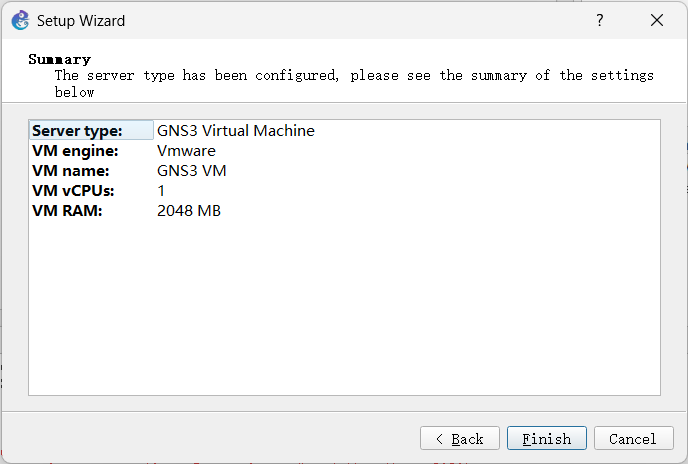 Setup Wizard
Summary
The server type has been configured, please see the summary of the settings
below
Server type: GNS3 Virtual Machine
VM engine: Vmware
VM name: GNS3 VM
VM vCPUs: 1
VM RAM: 2048 MB
< Back Finish Cancel